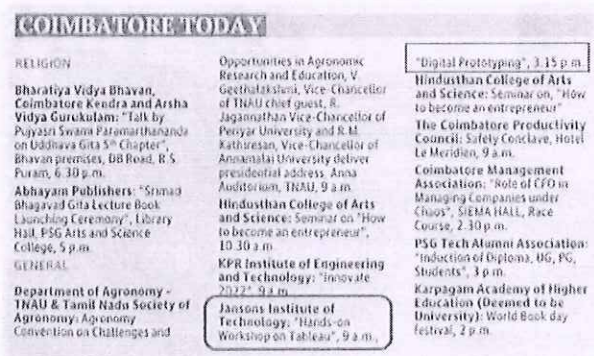 COIMBATORE TODAY
RELIGION
Bharatiya Vidya Bhavan,
Coimbatore Kendra and Arsha
Vidya Gurukulam: "Talk by
Pujyasri Swami Paramarthananda
on Uddhava Gita 5th Chapter",
Bhavan premises, DB Road, R.S.
Puram, 6.30 p.m.
Abhayam Publishers: "Srimad
Bhagavad Gita Lecture Book
Launching Ceremony", Library
Hall, PSG Arts and Science
College, 5 p.m.
GENERAL
Department of Agronomy -
TNAU & Tamil Nadu Society of
Agronomy: Agronomy
Convention on Challenges and
Opportunities in Agronomic
Research and Education, V.
Geethalakshmi, Vice-Chancellor
of TNAU chief guest, R.
Jagannathan Vice-Chancellor of
Periyar University and R.M.
Kathiresan, Vice-Chancellor of
Annamalai University deliver
presidential address. Anna
Auditorium, TNAU, 9 a.m.
Hindusthan College of Arts
and Science: Seminar on "How
to become an entrepreneur",
10.30 a.m.
KPR Institute of Engineering
and Technology: "Innovate
2022", 9 a.m.
Jansons Institute of
Technology: "Hands-on
Workshop on Tableau", 9 a.m.,
"Digital Prototyping", 3.15 p.m.
Hindusthan College of Arts
and Science: Seminar on, "How
to become an entrepreneur"
The Coimbatore Productivity
Council: Safety Conclave, Hotel
Le Meridien, 9 a.m.
Coimbatore Management
Association: "Role of CFO in
Managing Companies under
Chaos", SIEMA HALL, Race
Course, 2.30 p.m.
PSG Tech Alumni Association:
"Induction of Diploma, UG, PG,
Students", 3 p.m.
Karpagam Academy of Higher
Education (Deemed to be
University): World Book day
festival, 2 p.m.